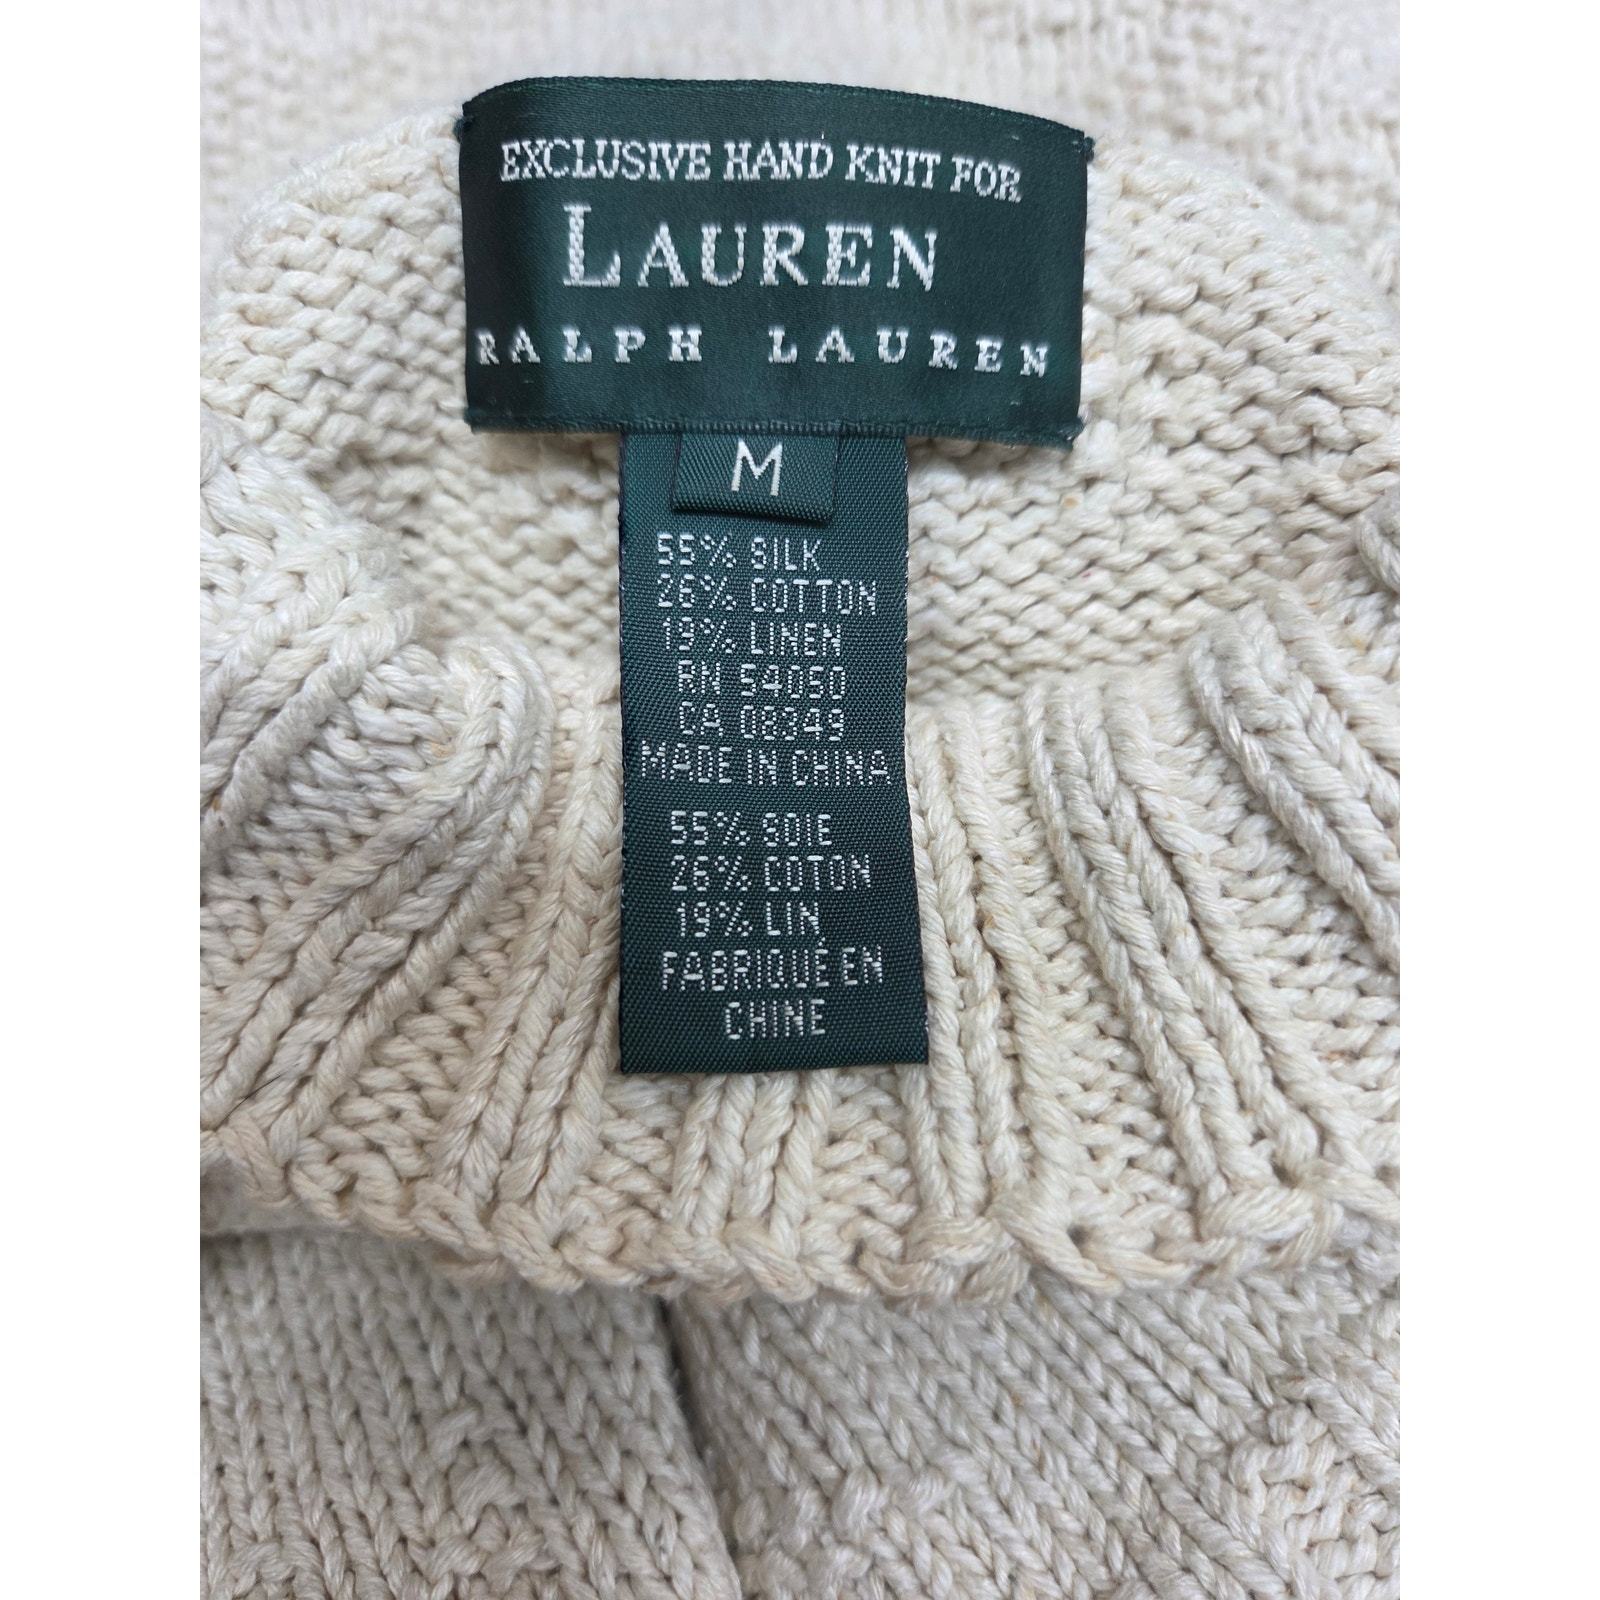 EXCLUSIVE HAND KNIT FOR
LAUREN
RALPH LAUREN
M
55% SILK
26% COTTON
19% LINEN
RN 54050
CA 08349
MADE IN CHINA
55% SOIE
26% COTON
19% LIN
FABRIQUÉ EN
CHINE